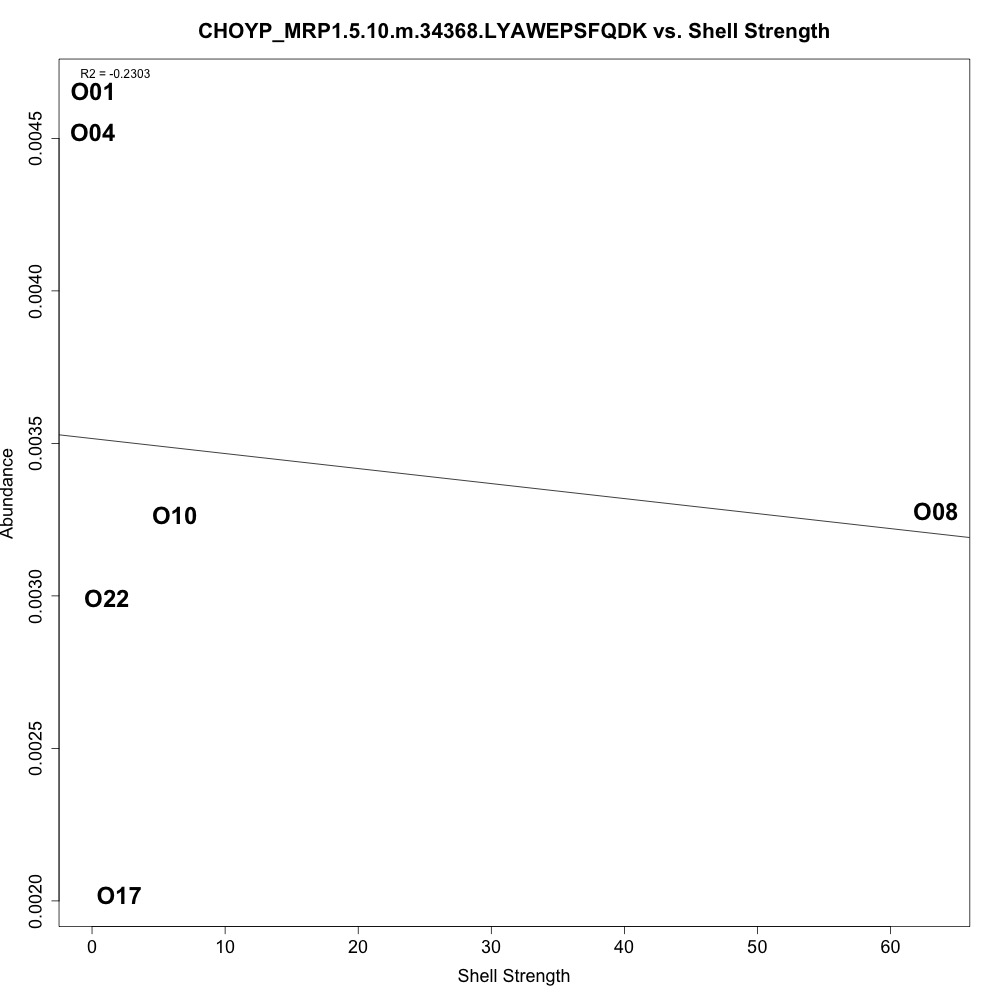 CHOYP_MRP1.5.10.m.34368.LYAWEPSFQDK vs. Shell Strength
R2 = -0.2303
O01
O04
O10
O08
O22
O17
0.0045
0.0040
0.0035
0.0030
0.0025
0.0020
Abundance
0 10 20 30 40 50 60
Shell Strength